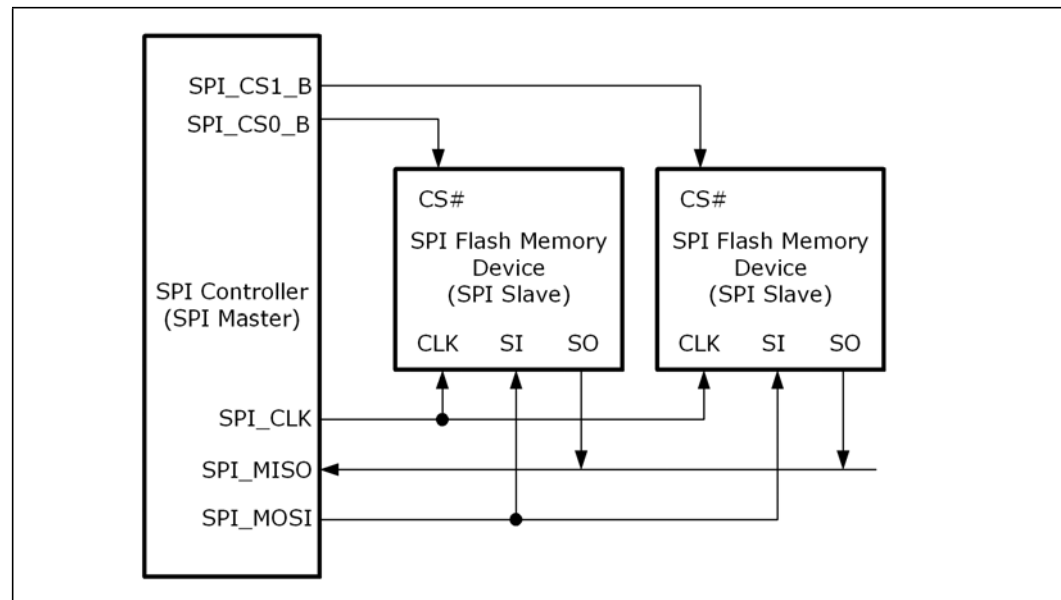 SPI_CS1_B
SPI_CS0_B
SPI Controller
(SPI Master)
SPI_CLK
SPI_MISO
SPI_MOSI
CS#
SPI Flash Memory
Device
(SPI Slave)
CLK SI SO
CS#
SPI Flash Memory
Device
(SPI Slave)
CLK SI SO